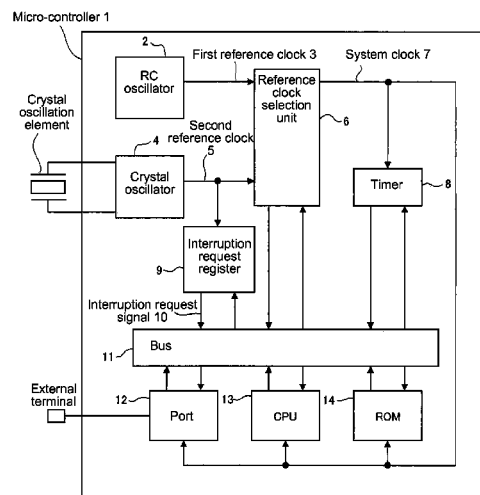 Micro-controller 1
2
First reference clock 3
System clock 7
RC
oscillator
Reference
clock
selection
unit
6
Crystal
oscillation
element
4
Second
reference clock
5
Crystal
oscillator
Timer
8
9
Interruption
request
register
Interruption request
signal 10
11
Bus
External
terminal
12
Port
13
CPU
14
ROM